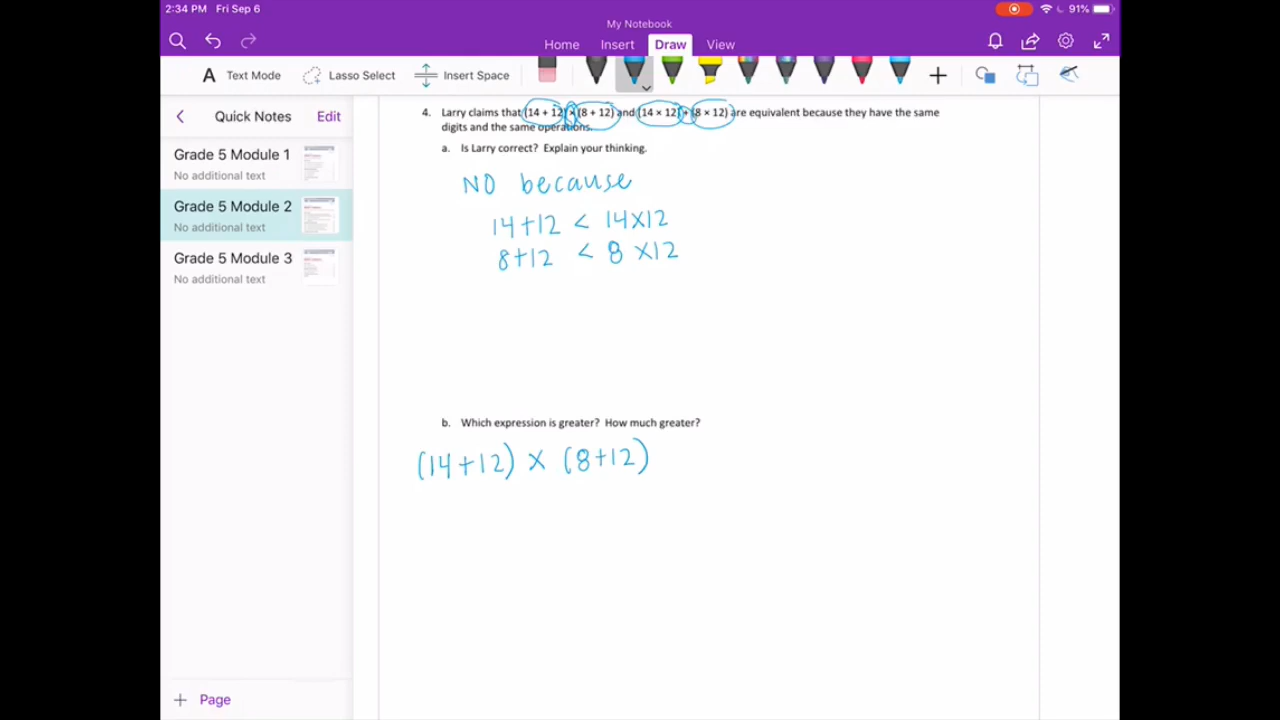 2:34 PM Fri Sep 6
91%
My Notebook
Home Insert Draw View
A Text Mode Lasso Select Insert Space
Quick Notes Edit
Grade 5 Module 1
No additional text
Grade 5 Module 2
No additional text
Grade 5 Module 3
No additional text
+ Page
4. Larry claims that (14 + 12) × (8 + 12) and (14 × 12) + (8 × 12) are equivalent because they have the same
digits and the same operations.
a. Is Larry correct? Explain your thinking.
NO because
14+12 < 14×12
8+12 < 8 ×12
b. Which expression is greater? How much greater?
(14+12) × (8+12)